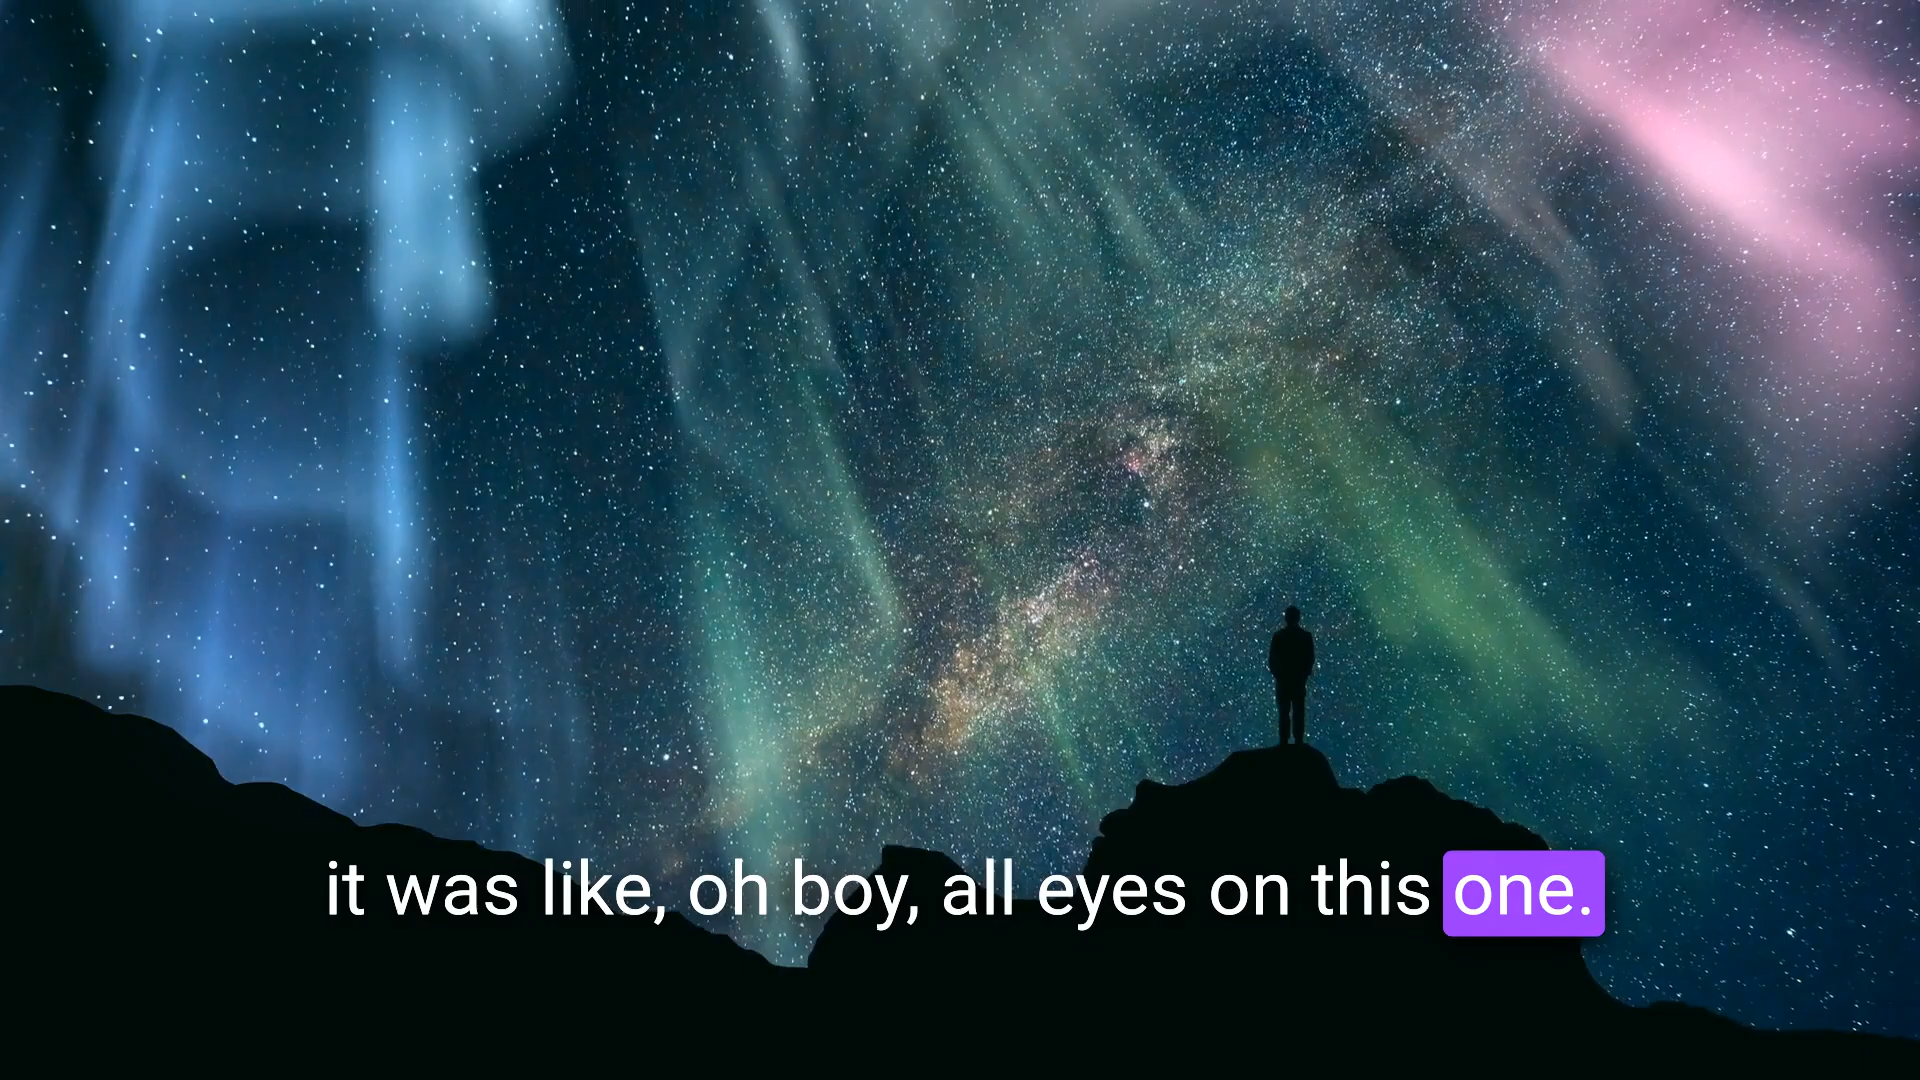 it was like, oh boy, all eyes on this one.